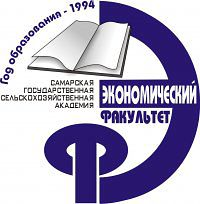 Год образования - 1994
САМАРСКАЯ
ГОСУДАРСТВЕННАЯ
СЕЛЬСКОХОЗЯЙСТВЕННАЯ
АКАДЕМИЯ
ЭКОНОМИЧЕСКИЙ
ФАКУЛЬТЕТ